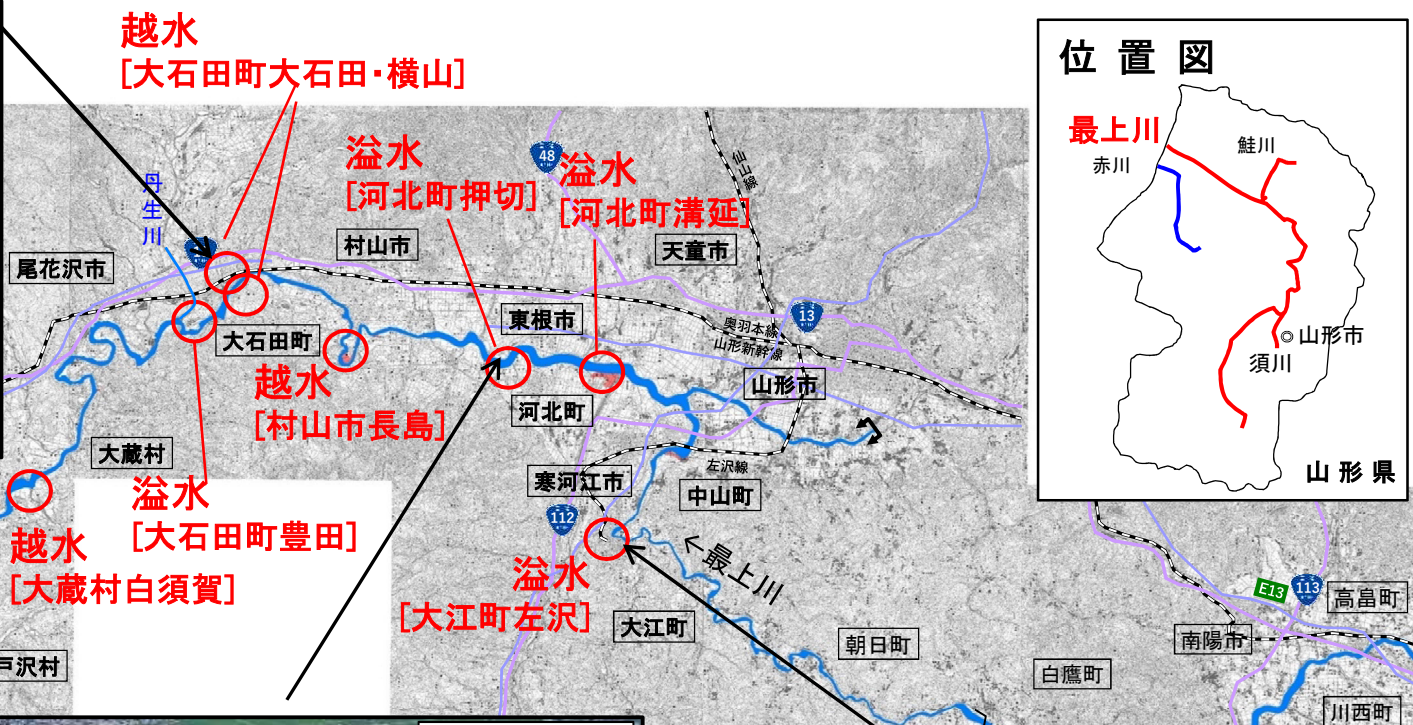 越水
[大石田町大石田・横山]
溢水
[河北町押切]
48
溢水
[河北町溝延]
仙山線
丹生川
尾花沢市
村山市
天童市
13
東根市
奥羽本線
山形新幹線
大石田町
越水
[村山市長島]
河北町
山形市
大蔵村
左沢線
寒河江市
中山町
溢水
[大石田町豊田]
112
越水
[大蔵村白須賀]
溢水
[大江町左沢]
←最上川
大江町
朝日町
戸沢村
白鷹町
E13
113
高畠町
南陽市
川西町
位置図
最上川
赤川
鮭川
◎山形市
須川
山形県